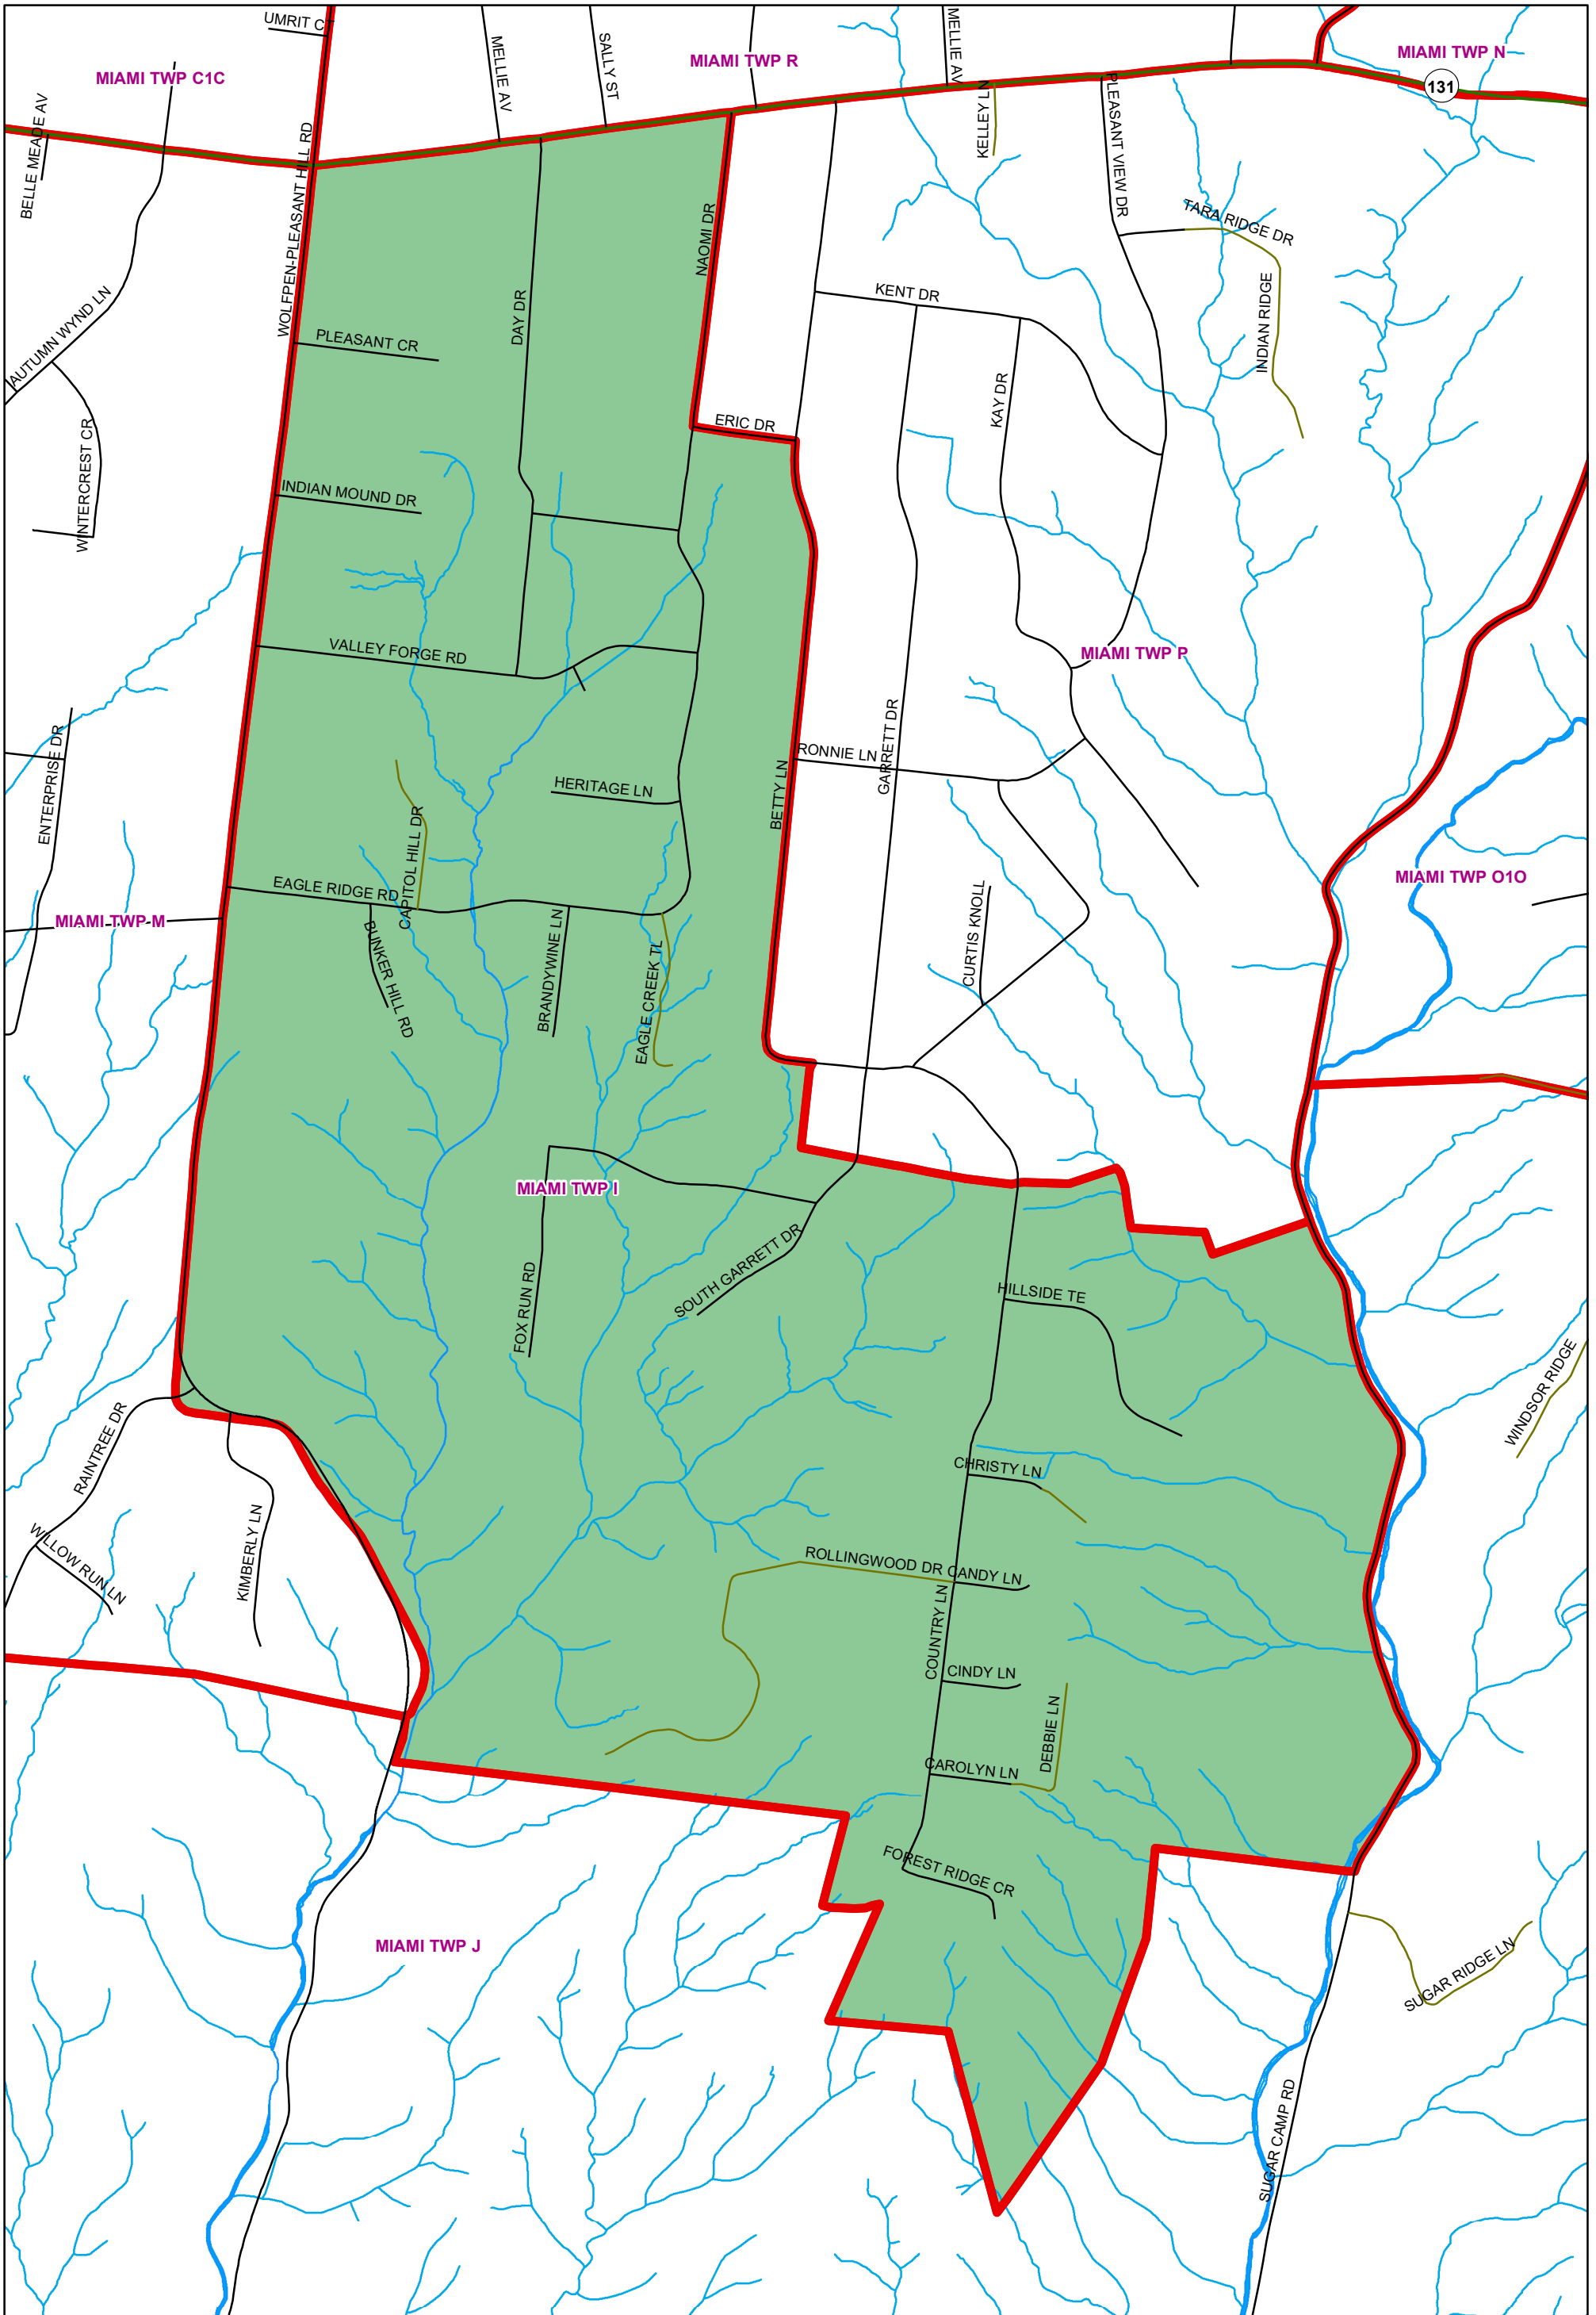 UMRIT CT
MIAMI TWP C1C
MELLIE AV
SALLY ST
MIAMI TWP R
MELLIE AV
MIAMI TWP N
131
BELLE MEADE AV
WOLFPEN-PLEASANT HILL RD
KELLEY LN
PLEASANT VIEW DR
TARA RIDGE DR
NAOMI DR
DAY DR
KENT DR
INDIAN RIDGE
AUTUMN WYND LN
PLEASANT CR
KAY DR
ERIC DR
WINTERCREST CR
INDIAN MOUND DR
VALLEY FORGE RD
MIAMI TWP P
ENTERPRISE DR
GARRETT DR
RONNIE LN
BETTY LN
HERITAGE LN
CAPITOL HILL DR
EAGLE RIDGE RD
MIAMI TWP O1O
MIAMI TWP M
BUNKER HILL RD
BRANDYWINE LN
EAGLE CREEK TL
CURTIS KNOLL
MIAMI TWP I
SOUTH GARRETT DR
FOX RUN RD
HILLSIDE TE
WINDSOR RIDGE
RAINTREE DR
CHRISTY LN
WILLOW RUN LN
KIMBERLY LN
ROLLINGWOOD DR
CANDY LN
COUNTRY LN
CINDY LN
DEBBIE LN
CAROLYN LN
FOREST RIDGE CR
MIAMI TWP J
SUGAR RIDGE LN
SUGAR CAMP RD